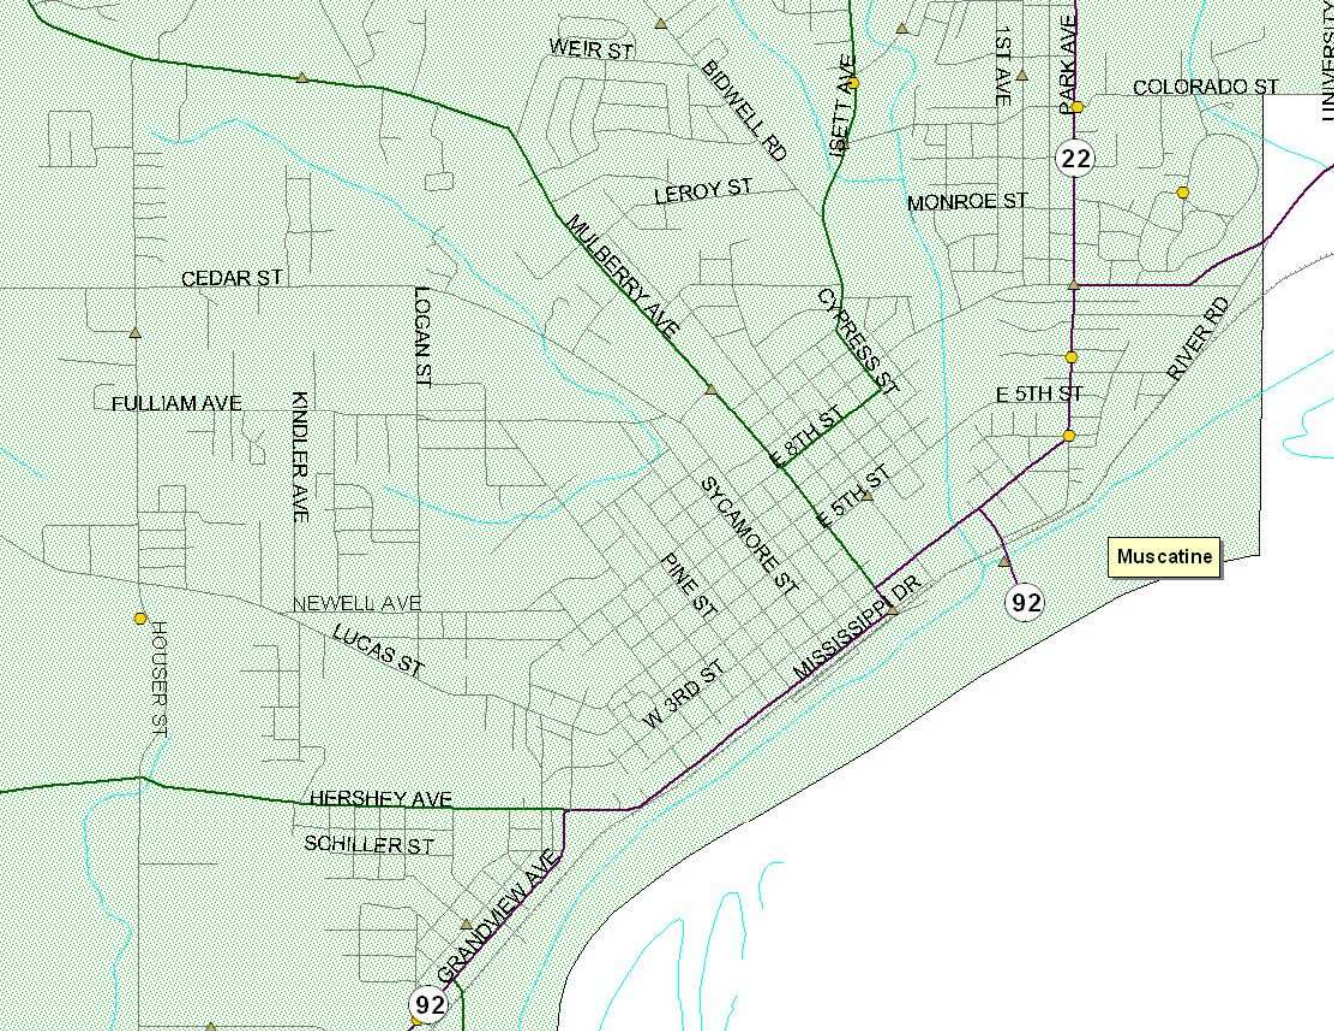 WEIR ST
BIDWELL RD
ISETT AVE
1ST AVE
PARK AVE
COLORADO ST
UNIVERSITY
22
LEROY ST
MONROE ST
MULBERRY AVE
CEDAR ST
LOGAN ST
CYPRESS ST
RIVER RD
FULLIAM AVE
KINDLER AVE
E 5TH ST
E 8TH ST
E 5TH ST
SYCAMORE ST
PINE ST
Muscatine
92
NEWELL AVE
LUCAS ST
HOUSER ST
MISSISSIPPI DR
W 3RD ST
HERSHEY AVE
SCHILLER ST
GRANDVIEW AVE
92